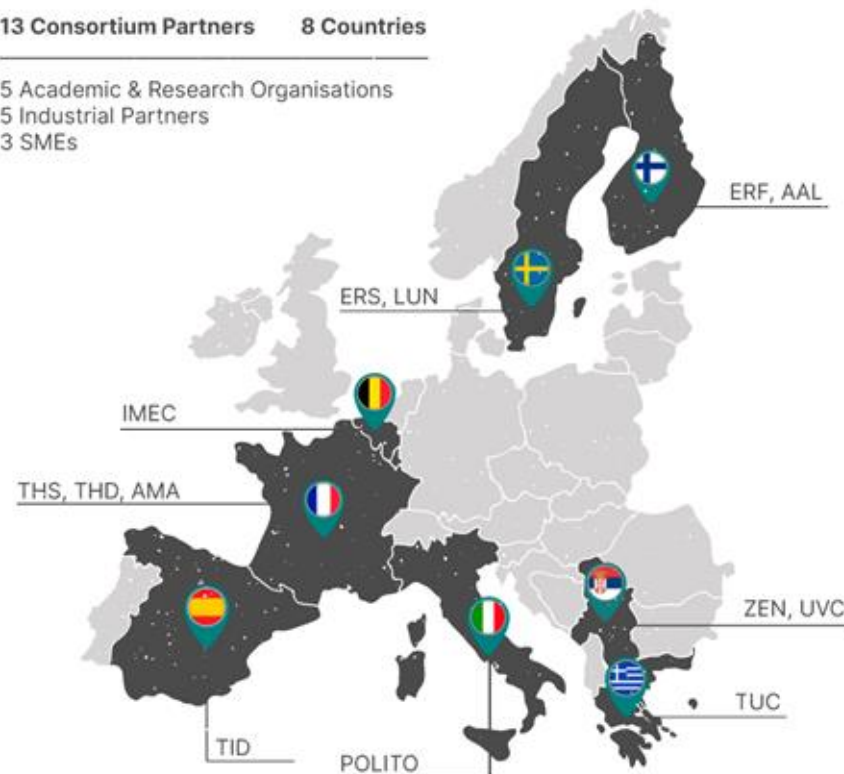 13 Consortium Partners 8 Countries
5 Academic & Research Organisations
5 Industrial Partners
3 SMEs
ERF, AAL
ERS, LUN
IMEC
THS, THD, AMA
ZEN, UVC
TUC
TID
POLITO